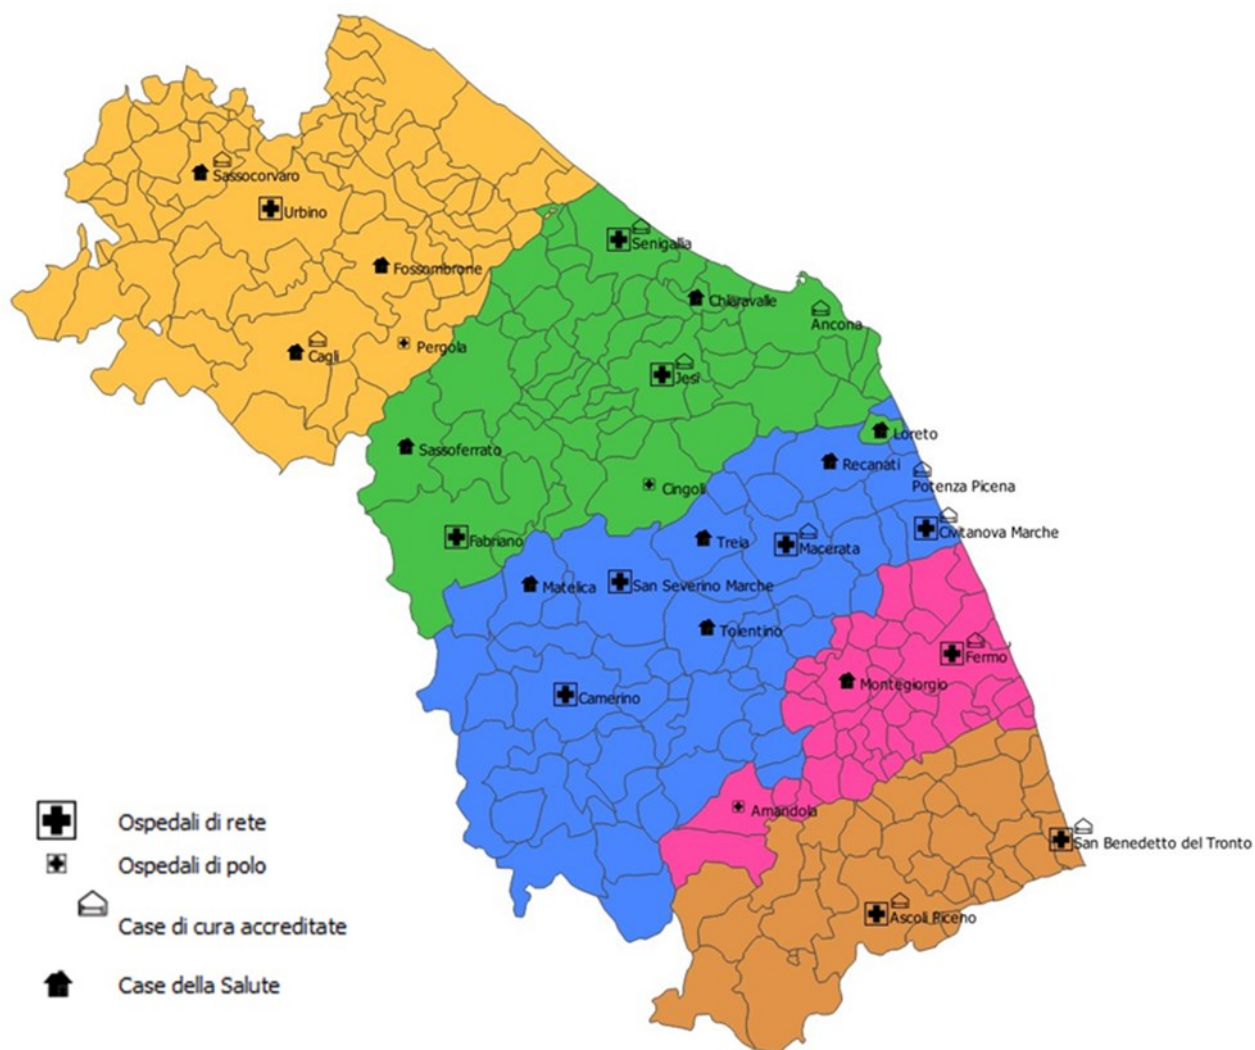 Sassocorvaro
Urbino
Senigallia
Fossombrone
Chiaravalle
Ancona
Cagli
Pergola
Jesi
Loreto
Sassoferrato
Recanati
Cingoli
Potenza Picena
Fabriano
Treia
Macerata
Civitanova Marche
Matelica
San Severino Marche
Tolentino
Fermo
Montegiorgio
Camerino
Amandola
San Benedetto del Tronto
Ascoli Piceno
Ospedali di rete
Ospedali di polo
Case di cura accreditate
Case della Salute